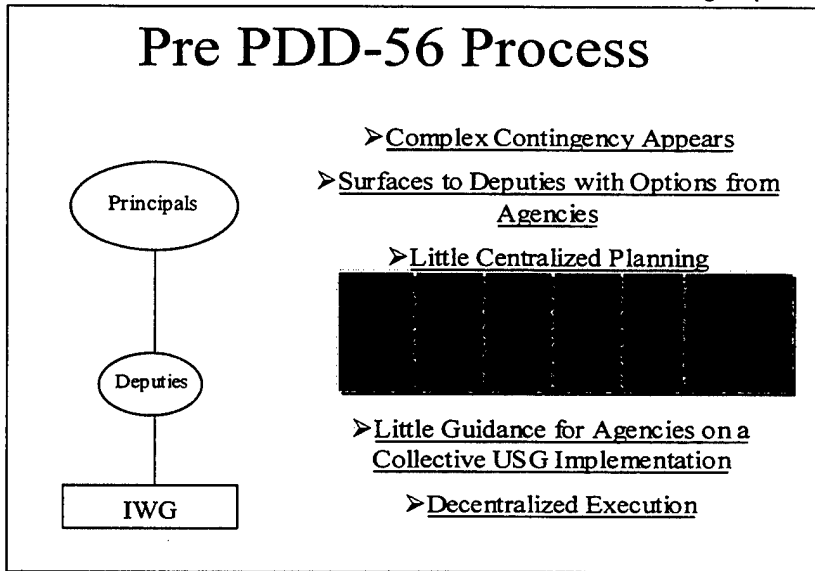 Pre PDD-56 Process
Principals
Deputies
IWG
➤Complex Contingency Appears
➤Surfaces to Deputies with Options from
Agencies
➤Little Centralized Planning
➤Little Guidance for Agencies on a
Collective USG Implementation
➤Decentralized Execution